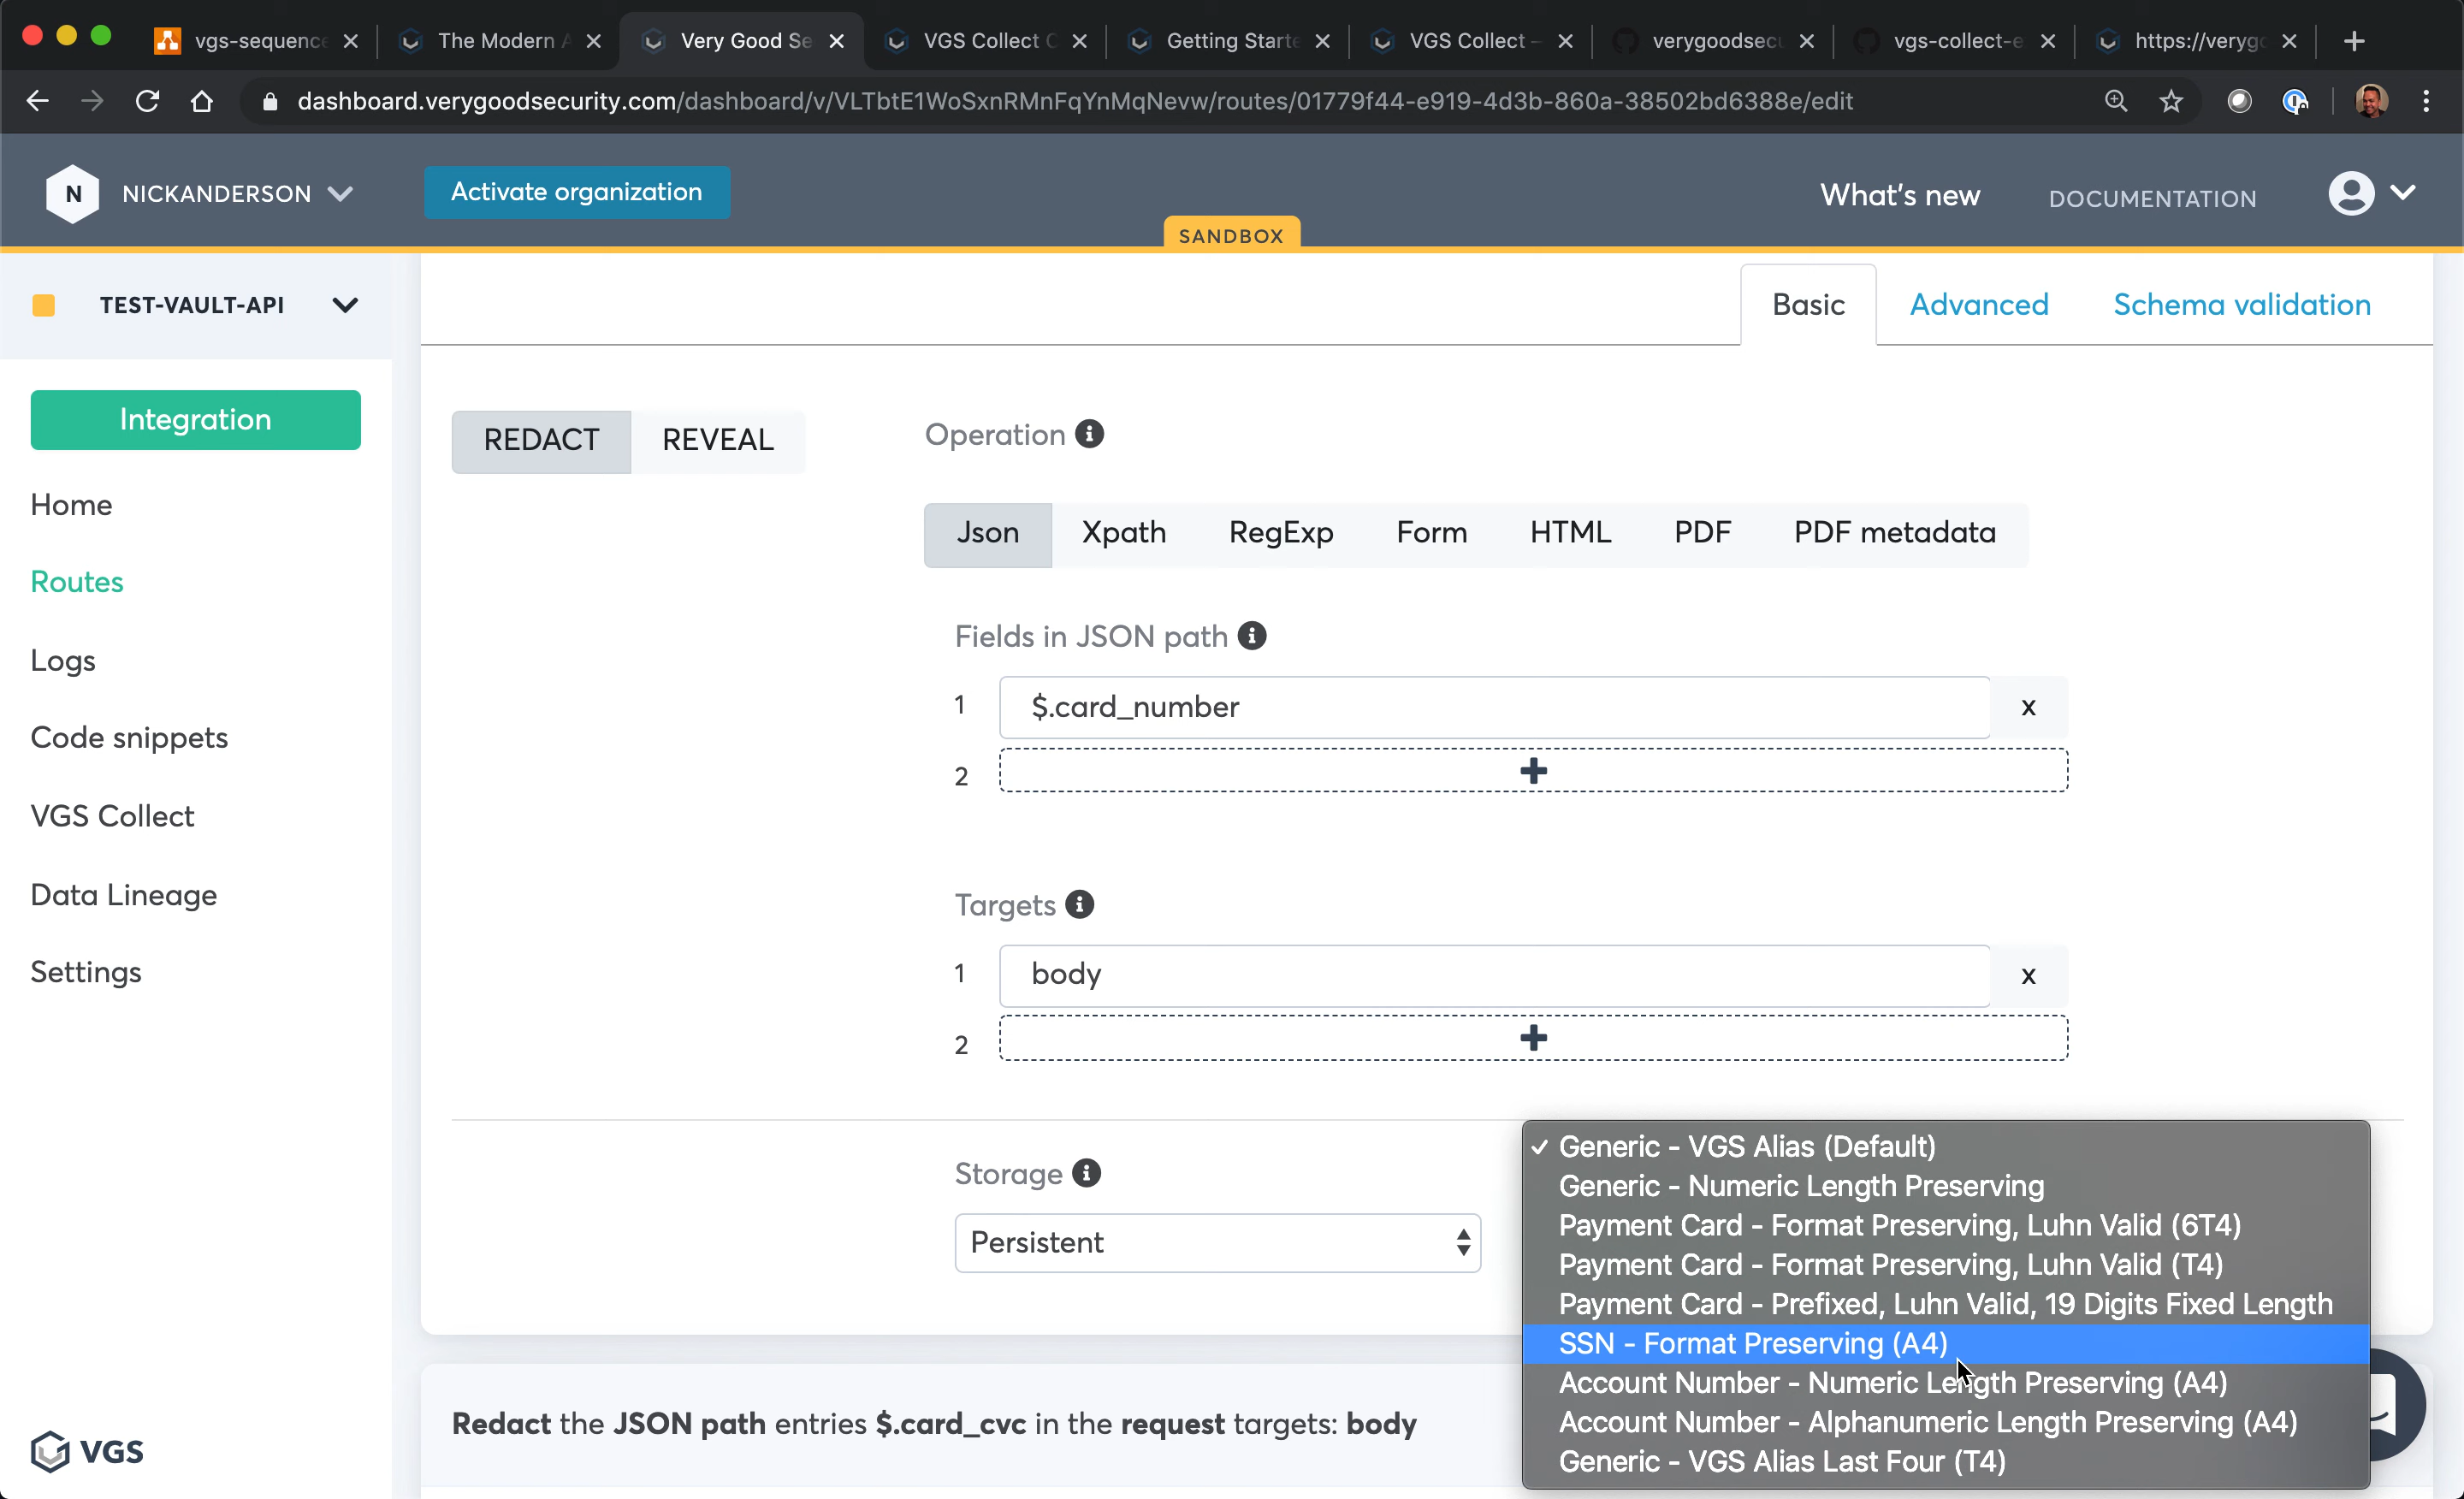 vgs-sequenc
The Modern A
Very Good Se
VGS Collect C
Getting Starte
VGS Collect –
verygoodsecu
vgs-collect-e
https://verygo
dashboard.verygoodsecurity.com/dashboard/v/VLTbtE1WoSxnRMnFqYnMqNevw/routes/01779f44-e919-4d3b-860a-38502bd6388e/edit
N
NICKANDERSON
Activate organization
What's new
DOCUMENTATION
SANDBOX
TEST-VAULT-API
Basic
Advanced
Schema validation
Integration
Home
Routes
Logs
Code snippets
VGS Collect
Data Lineage
Settings
VGS
REDACT
REVEAL
Operation
Json
Xpath
RegExp
Form
HTML
PDF
PDF metadata
Fields in JSON path
1
$.card_number
x
2
Targets
1
body
x
2
Storage
Persistent
✓ Generic - VGS Alias (Default)
Generic - Numeric Length Preserving
Payment Card - Format Preserving, Luhn Valid (6T4)
Payment Card - Format Preserving, Luhn Valid (T4)
Payment Card - Prefixed, Luhn Valid, 19 Digits Fixed Length
SSN - Format Preserving (A4)
Account Number - Numeric Length Preserving (A4)
Account Number - Alphanumeric Length Preserving (A4)
Generic - VGS Alias Last Four (T4)
Redact the JSON path entries $.card_cvc in the request targets: body